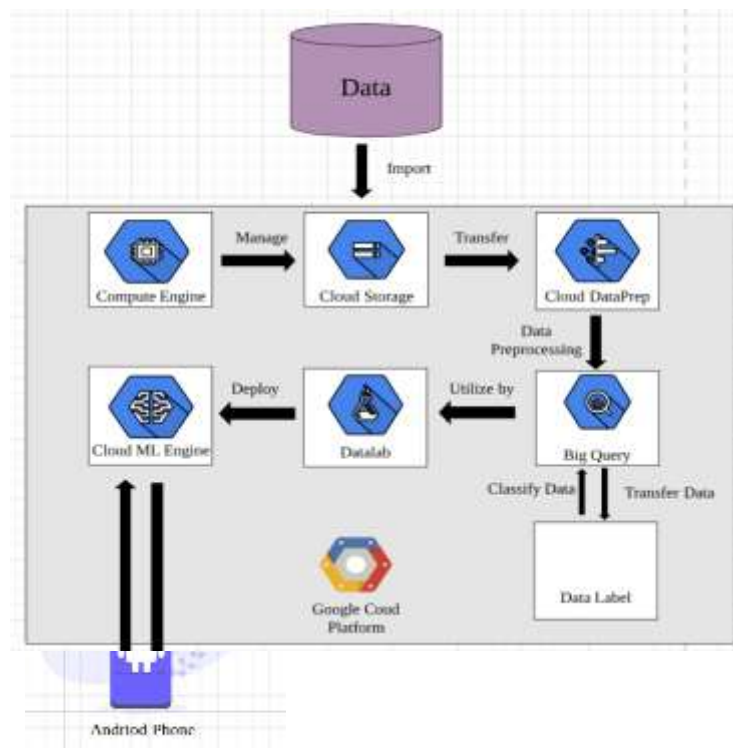 Data
Import
Manage
Transfer
Compute Engine
Cloud Storage
Cloud DataPrep
Data
Preprocessing
Deploy
Utilize by
Cloud ML Engine
Datalab
Big Query
Classify Data
Transfer Data
Data Label
Google Coud
Platform
Andriod Phone